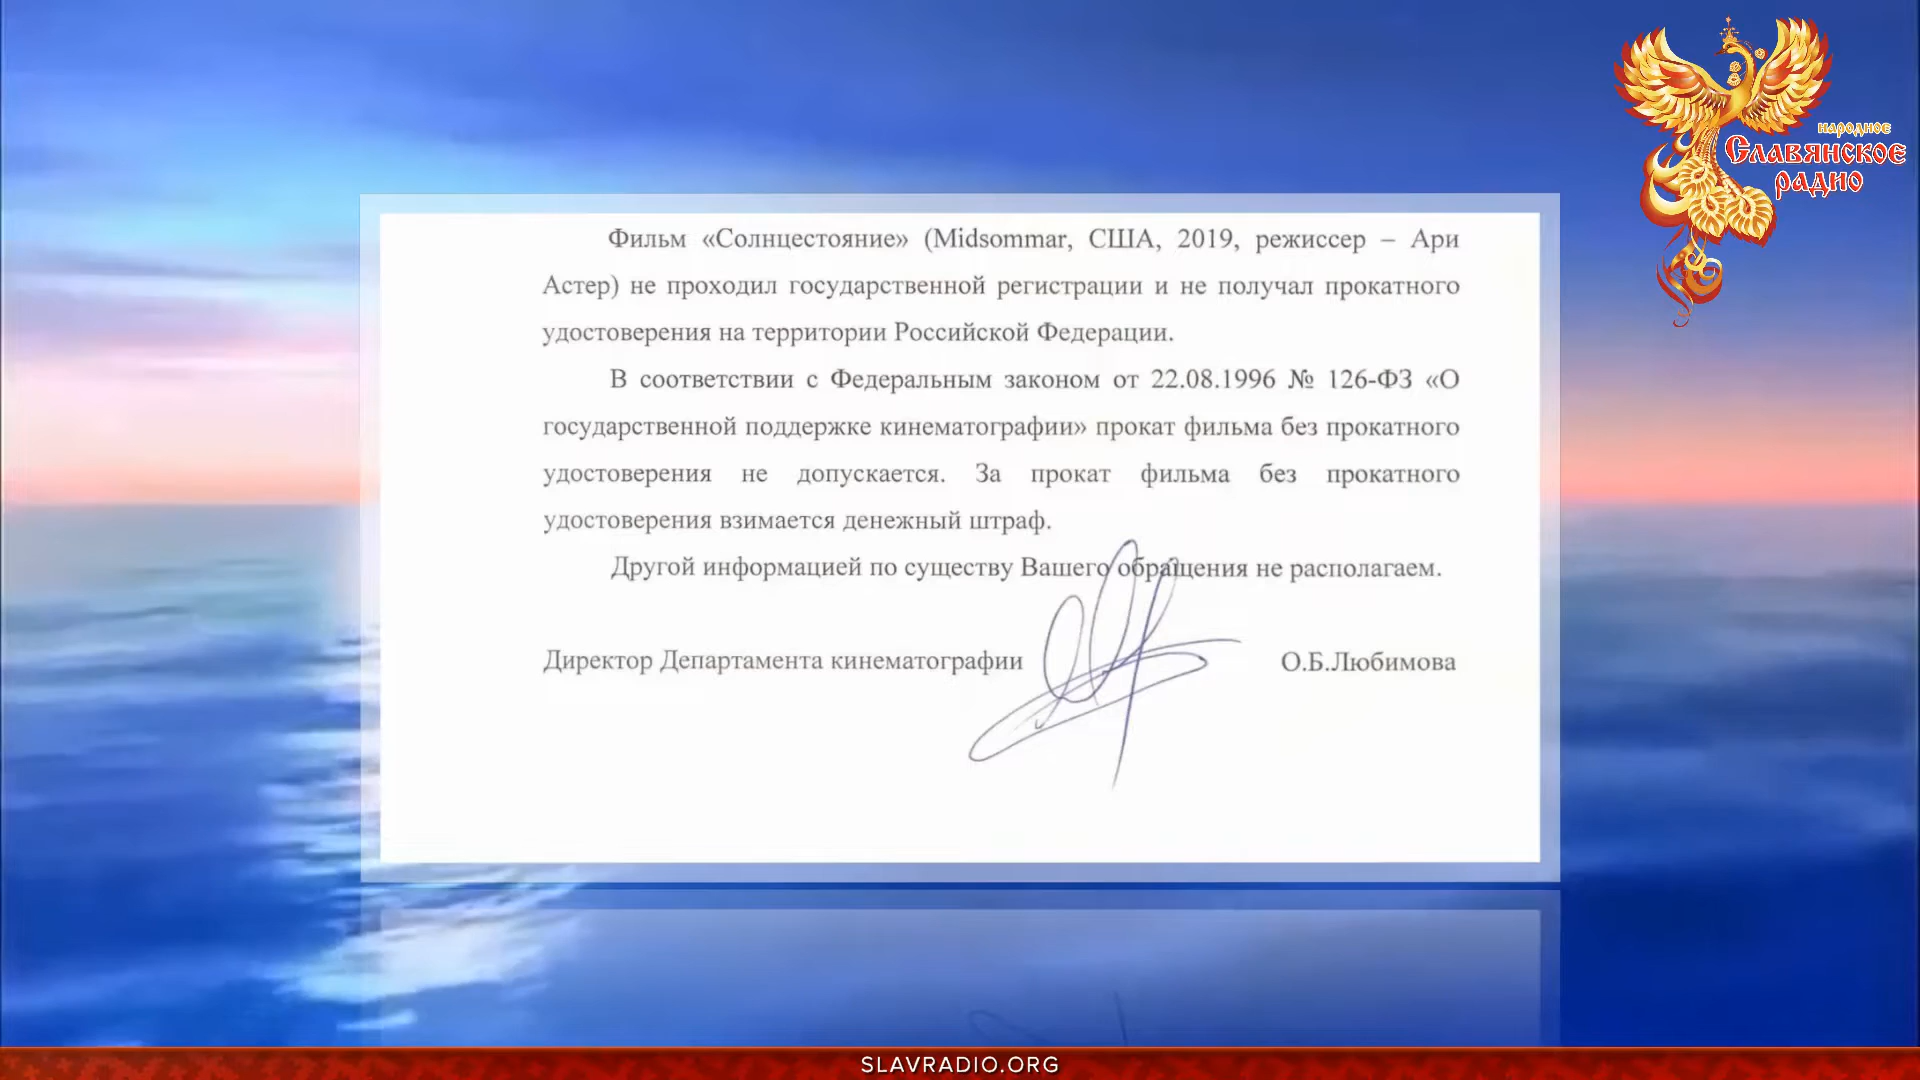 народное
Славянское
радио
Фильм «Солнцестояние» (Midsommar, США, 2019, режиссер – Ари
Астер) не проходил государственной регистрации и не получал прокатного
удостоверения на территории Российской Федерации.
В соответствии с Федеральным законом от 22.08.1996 № 126-ФЗ «О
государственной поддержке кинематографии» прокат фильма без прокатного
удостоверения не допускается. За прокат фильма без прокатного
удостоверения взимается денежный штраф.
Другой информацией по существу Вашего обращения не располагаем.
Директор Департамента кинематографии О.Б.Любимова
SLAVRADIO.ORG